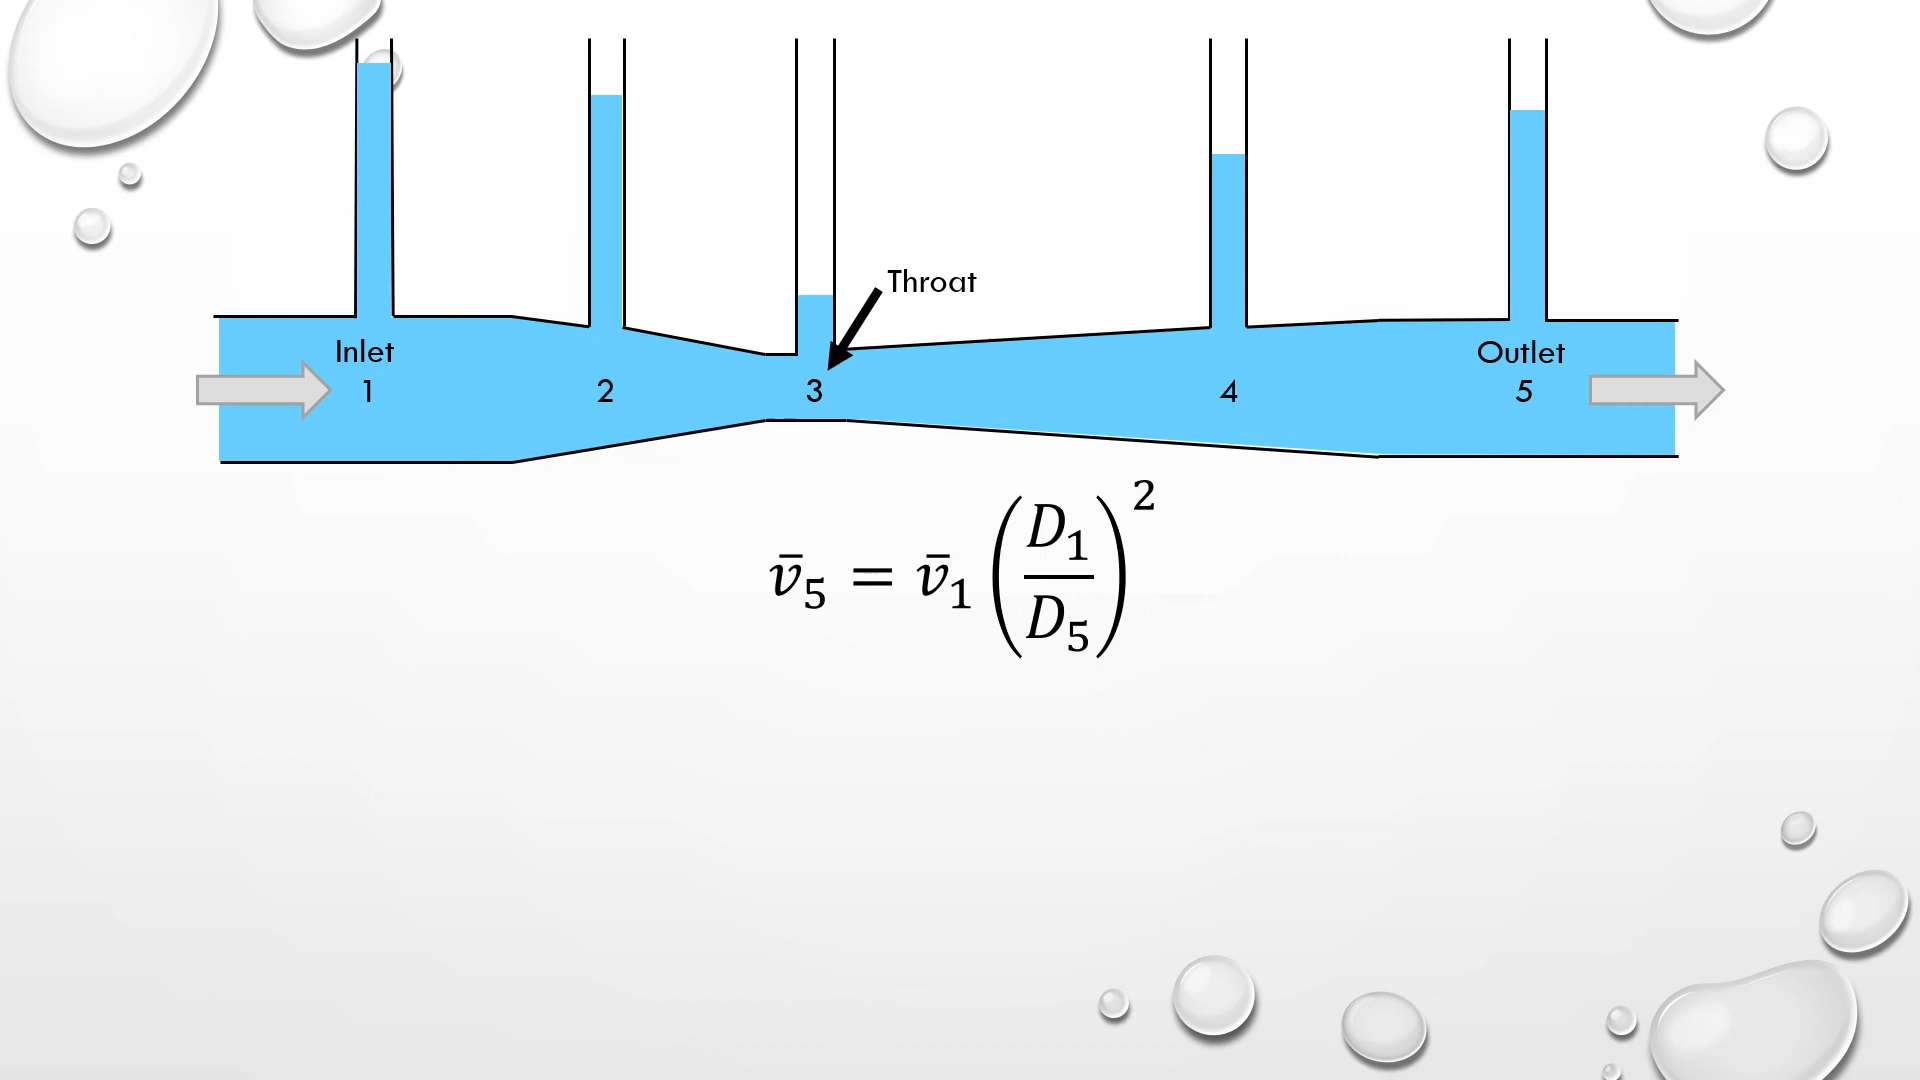 Throat
Inlet
Outlet
1 2 3 4 5
v̄₅ = v̄₁ (D₁/D₅)²